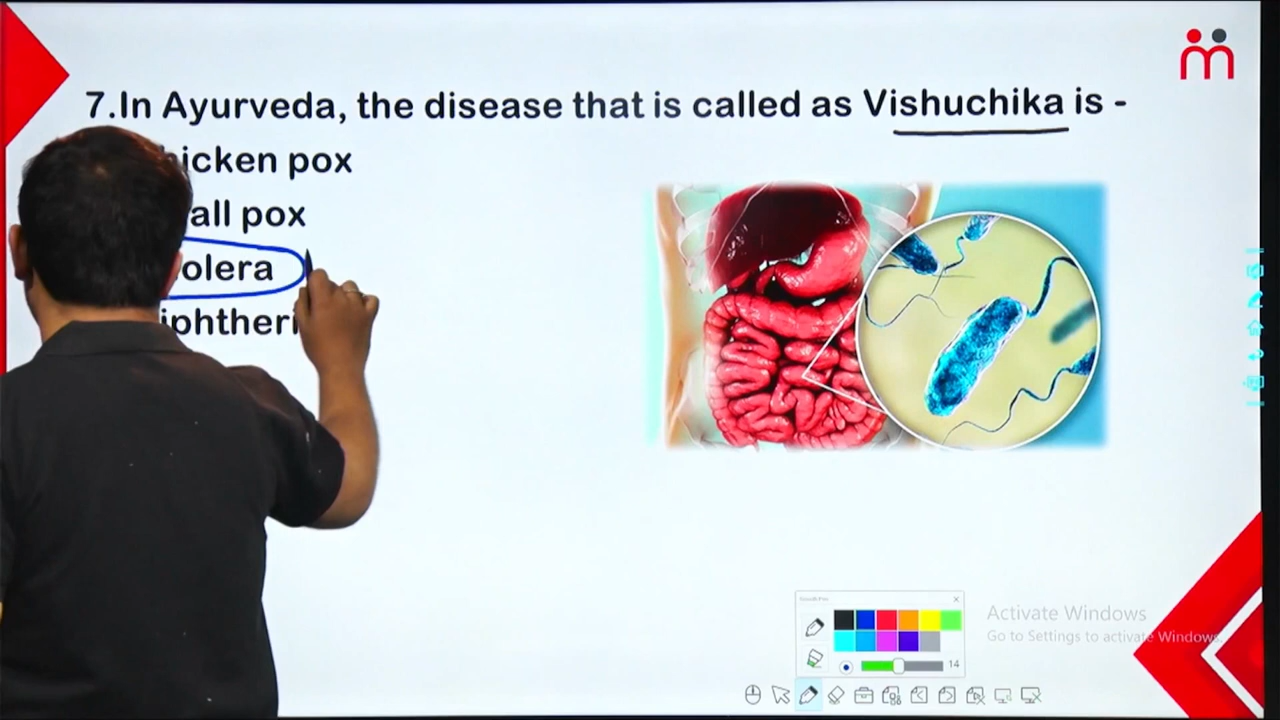 7.In Ayurveda, the disease that is called as Vishuchika is -
hicken pox
all pox
olera
iphtheri
14
Activate Windows
Go to Settings to activate Windows.